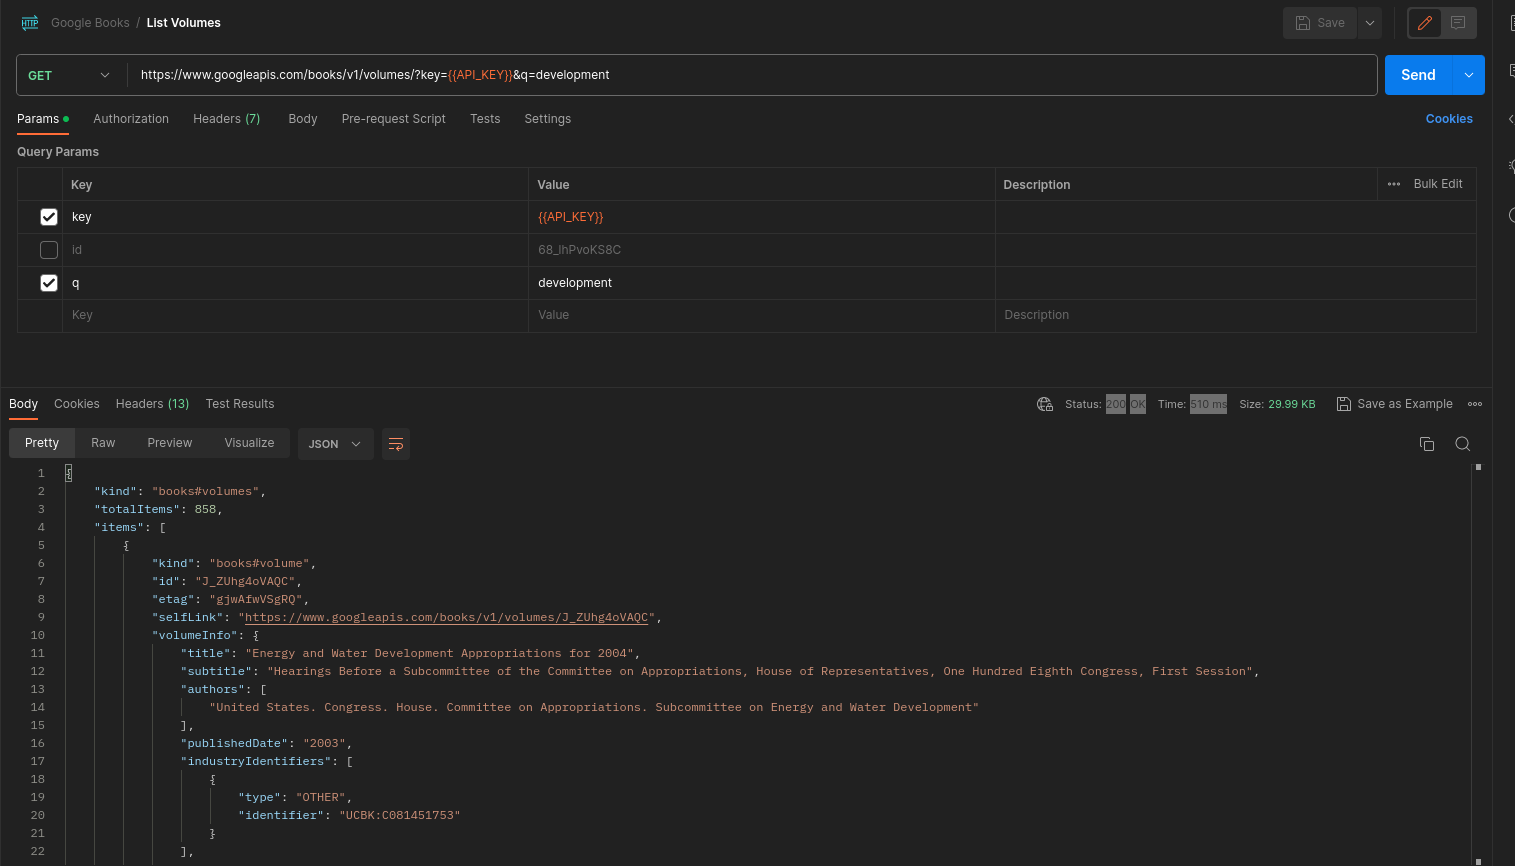 HTTP Google Books / List Volumes Save
GET https://www.googleapis.com/books/v1/volumes/?key={{API_KEY}}&q=development Send
Params Authorization Headers (7) Body Pre-request Script Tests Settings Cookies
Query Params
Key Value Description ••• Bulk Edit
key {{API_KEY}}
id 68_IhPvoKS8C
q development
Key Value Description
Body Cookies Headers (13) Test Results Status: 200 OK Time: 510 ms Size: 29.99 KB Save as Example •••
Pretty Raw Preview Visualize JSON
1 {
2 "kind": "books#volumes",
3 "totalItems": 858,
4 "items": [
5 {
6 "kind": "books#volume",
7 "id": "J_ZUhg4oVAQC",
8 "etag": "gjwAfwVSgRQ",
9 "selfLink": "https://www.googleapis.com/books/v1/volumes/J_ZUhg4oVAQC",
10 "volumeInfo": {
11 "title": "Energy and Water Development Appropriations for 2004",
12 "subtitle": "Hearings Before a Subcommittee of the Committee on Appropriations, House of Representatives, One Hundred Eighth Congress, First Session",
13 "authors": [
14 "United States. Congress. House. Committee on Appropriations. Subcommittee on Energy and Water Development"
15 ],
16 "publishedDate": "2003",
17 "industryIdentifiers": [
18 {
19 "type": "OTHER",
20 "identifier": "UCBK:C081451753"
21 }
22 ],